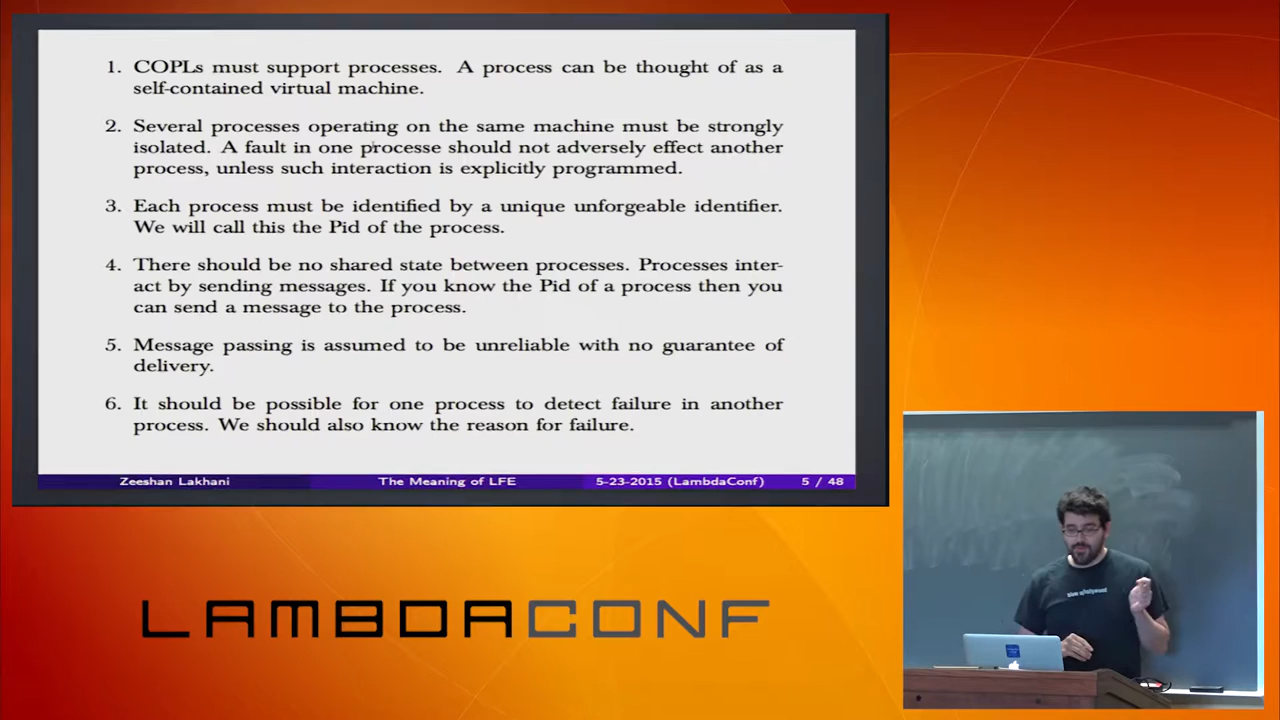 1. COPLs must support processes. A process can be thought of as a
self-contained virtual machine.
2. Several processes operating on the same machine must be strongly
isolated. A fault in one processe should not adversely effect another
process, unless such interaction is explicitly programmed.
3. Each process must be identified by a unique unforgeable identifier.
We will call this the Pid of the process.
4. There should be no shared state between processes. Processes inter-
act by sending messages. If you know the Pid of a process then you
can send a message to the process.
5. Message passing is assumed to be unreliable with no guarantee of
delivery.
6. It should be possible for one process to detect failure in another
process. We should also know the reason for failure.
Zeeshan Lakhani The Meaning of LFE 5-23-2015 (LambdaConf) 5 / 48
LAMBDACONF